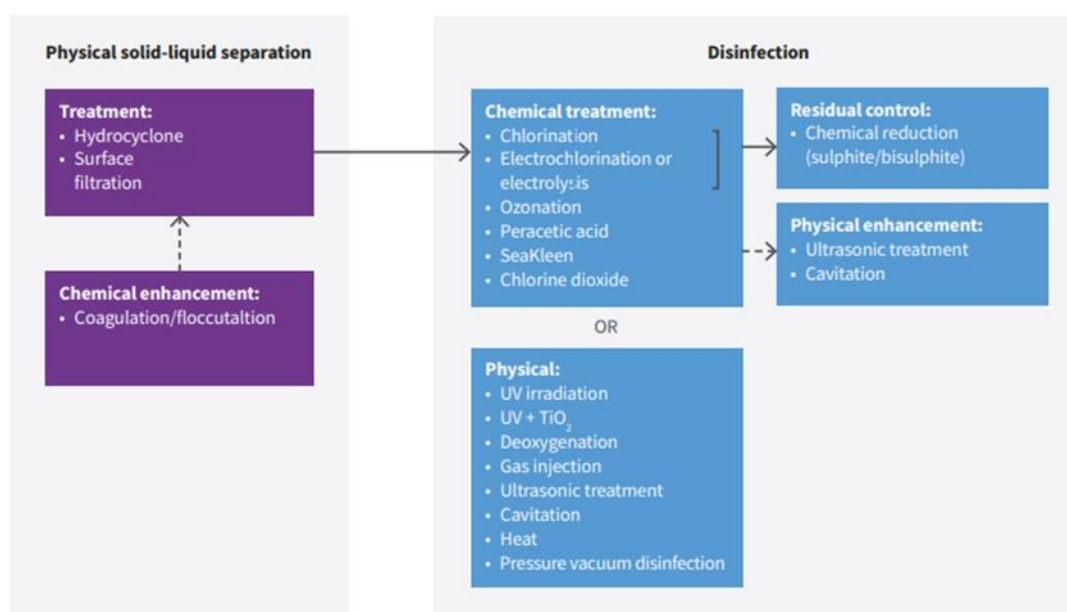 Physical solid-liquid separation
Treatment:
• Hydrocyclone
• Surface
filtration
Chemical enhancement:
• Coagulation/floccutaltion
Disinfection
Chemical treatment:
• Chlorination
• Electrochlorination or
electrolysis
• Ozonation
• Peracetic acid
• SeaKleen
• Chlorine dioxide
Residual control:
• Chemical reduction
(sulphite/bisulphite)
Physical enhancement:
• Ultrasonic treatment
• Cavitation
OR
Physical:
• UV irradiation
• UV + TiO₂
• Deoxygenation
• Gas injection
• Ultrasonic treatment
• Cavitation
• Heat
• Pressure vacuum disinfection